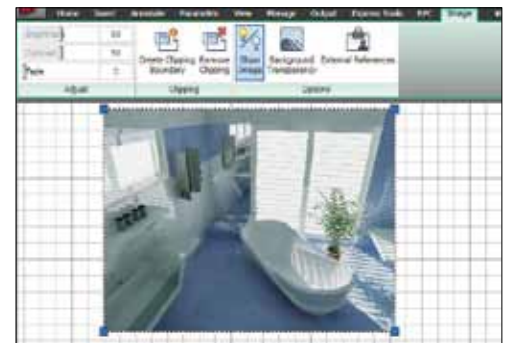 Home Insert Annotate Parametric View Manage Output Express Tools Image
Brightness 50
Contrast 50
Fade 0
Create Clipping Boundary
Remove Clipping
Show Image
Background Transparency
External References
Adjust Clipping Options